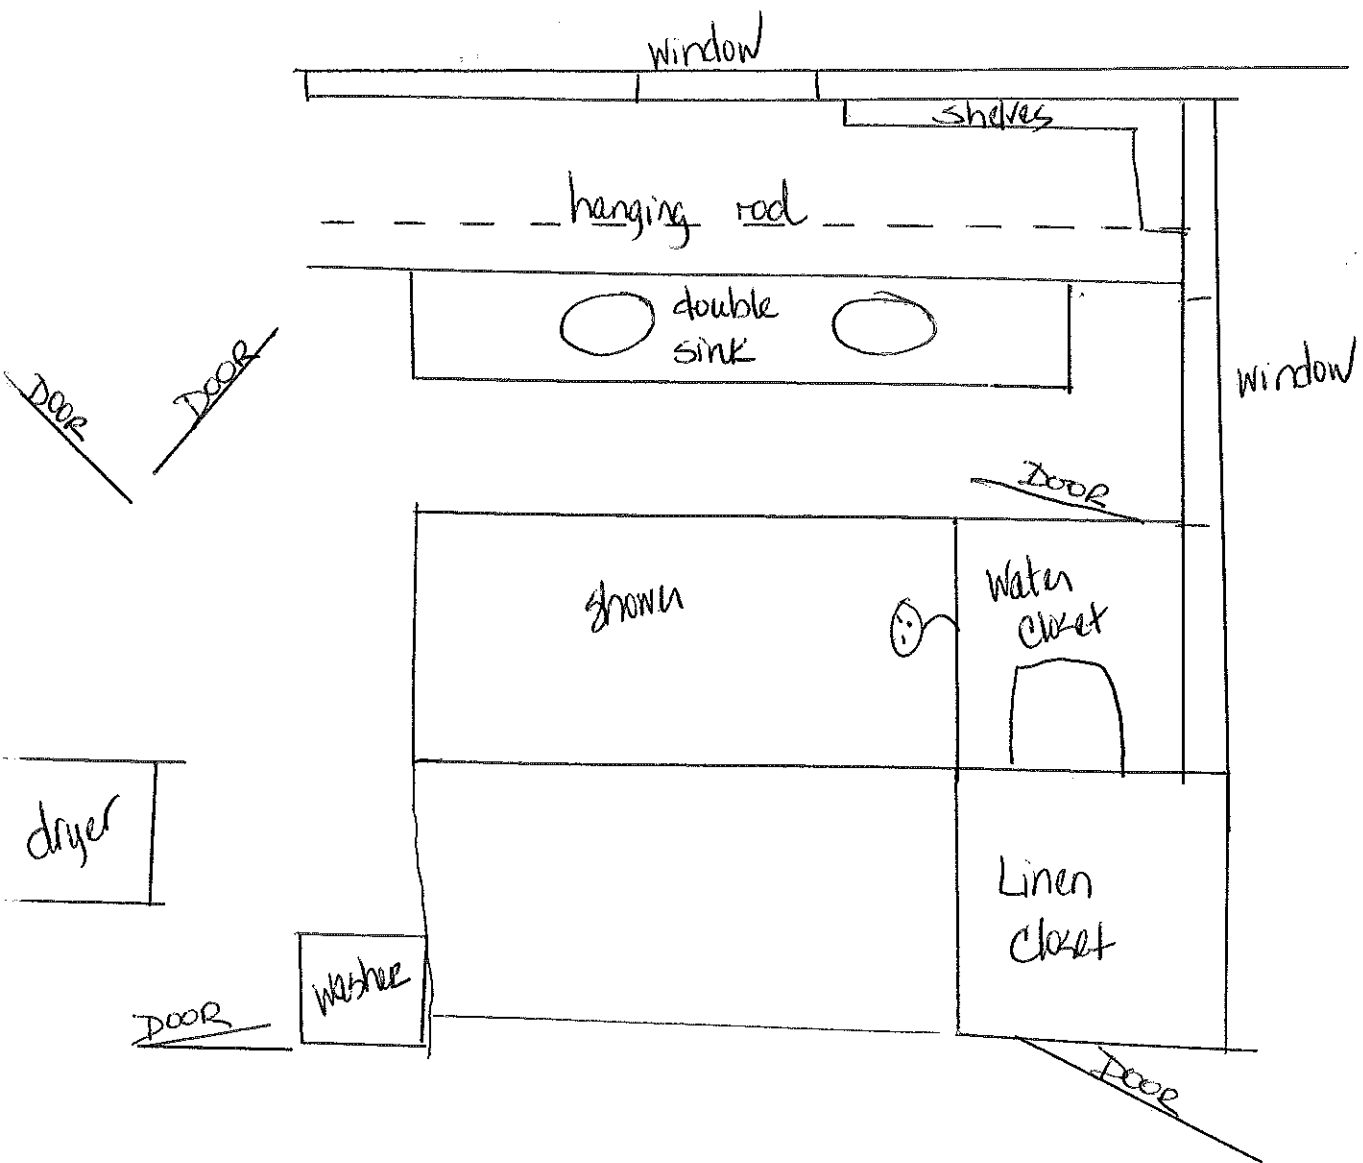 window
shelves
hanging rod
double
sink
DOOR
DOOR
window
DOOR
shower
Water
Closet
dryer
Linen
Closet
washer
DOOR
DOOR